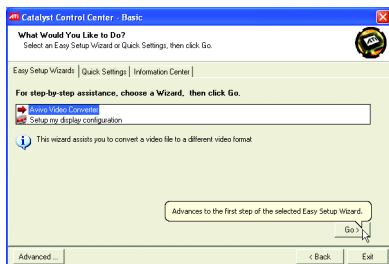 ATI Catalyst Control Center - Basic
What Would You Like to Do?
Select an Easy Setup Wizard or Quick Settings, then click Go.
ATI
Easy Setup Wizards Quick Settings Information Center
For step-by-step assistance, choose a Wizard, then click Go.
Avivo Video Converter
Setup my display configuration
This wizard assists you to convert a video file to a different video format
Advances to the first step of the selected Easy Setup Wizard.
Go >
Advanced ... < Back Exit